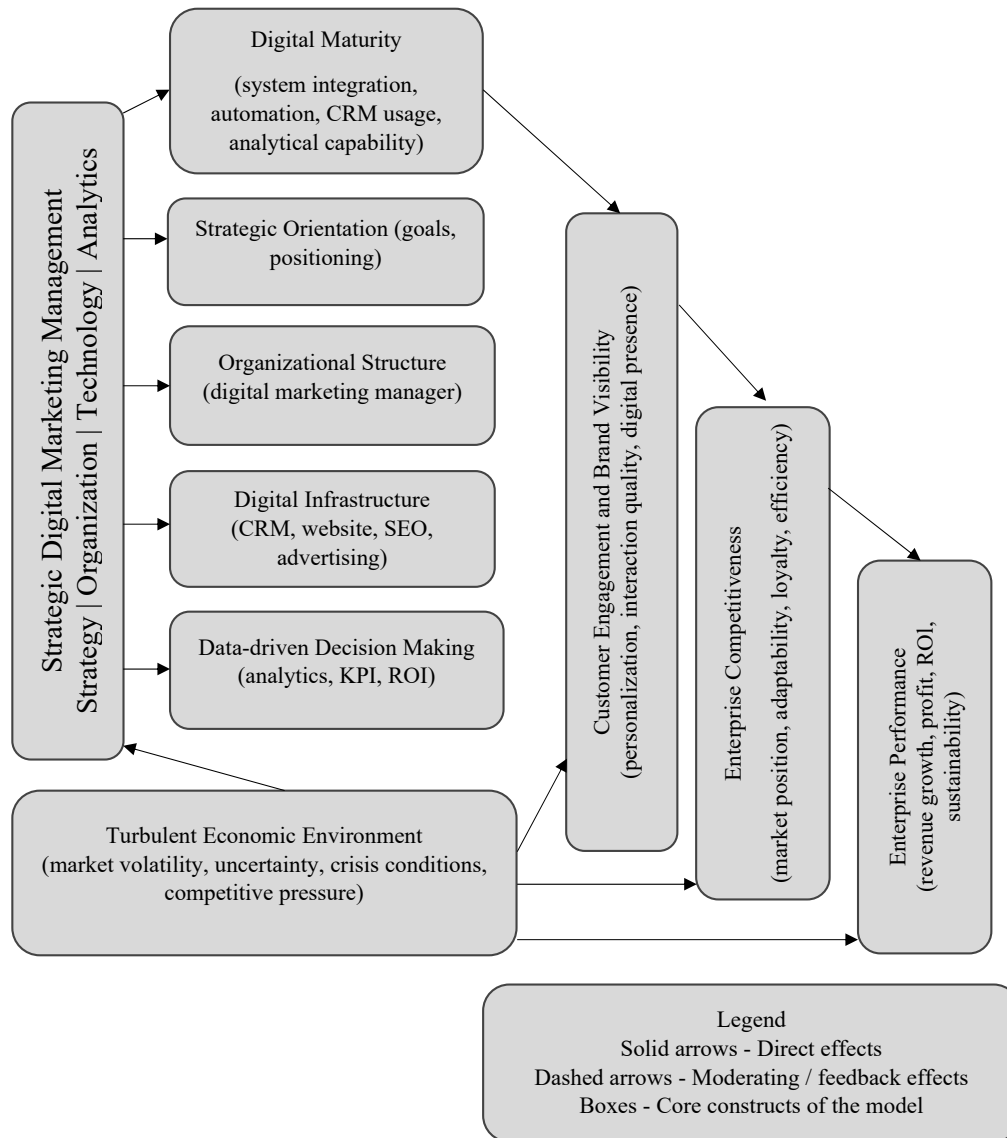 Digital Maturity
(system integration,
automation, CRM usage,
analytical capability)
Strategic Digital Marketing Management
Strategy | Organization | Technology | Analytics
Strategic Orientation (goals,
positioning)
Organizational Structure
(digital marketing manager)
Digital Infrastructure
(CRM, website, SEO,
advertising)
Data-driven Decision Making
(analytics, KPI, ROI)
Customer Engagement and Brand Visibility
(personalization, interaction quality, digital presence)
Enterprise Competitiveness
(market position, adaptability, loyalty, efficiency)
Enterprise Performance
(revenue growth, profit, ROI,
sustainability)
Turbulent Economic Environment
(market volatility, uncertainty, crisis conditions,
competitive pressure)
Legend
Solid arrows - Direct effects
Dashed arrows - Moderating / feedback effects
Boxes - Core constructs of the model